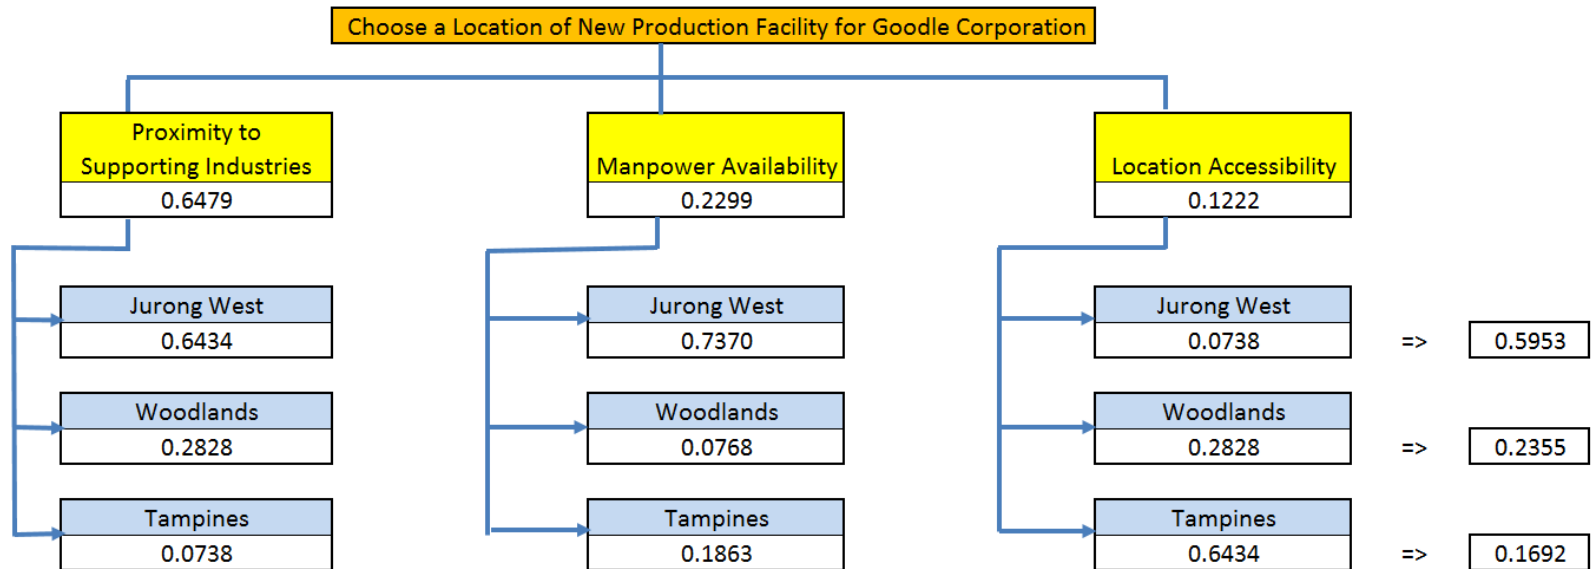 Choose a Location of New Production Facility for Goodle Corporation
Proximity to
Supporting Industries
0.6479
Manpower Availability
0.2299
Location Accessibility
0.1222
Jurong West
0.6434
Jurong West
0.7370
Jurong West
0.0738
=> 0.5953
Woodlands
0.2828
Woodlands
0.0768
Woodlands
0.2828
=> 0.2355
Tampines
0.0738
Tampines
0.1863
Tampines
0.6434
=> 0.1692